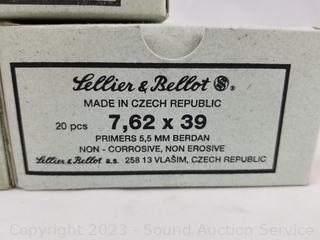 Sellier & Bellot SB®
MADE IN CZECH REPUBLIC
20 pcs 7,62 x 39
PRIMERS 5,5 MM BERDAN
NON - CORROSIVE, NON EROSIVE
Sellier & Bellot a.s. 258 13 VLAŠIM, CZECH REPUBLIC
Copyright 2023 - Sound Auction Service